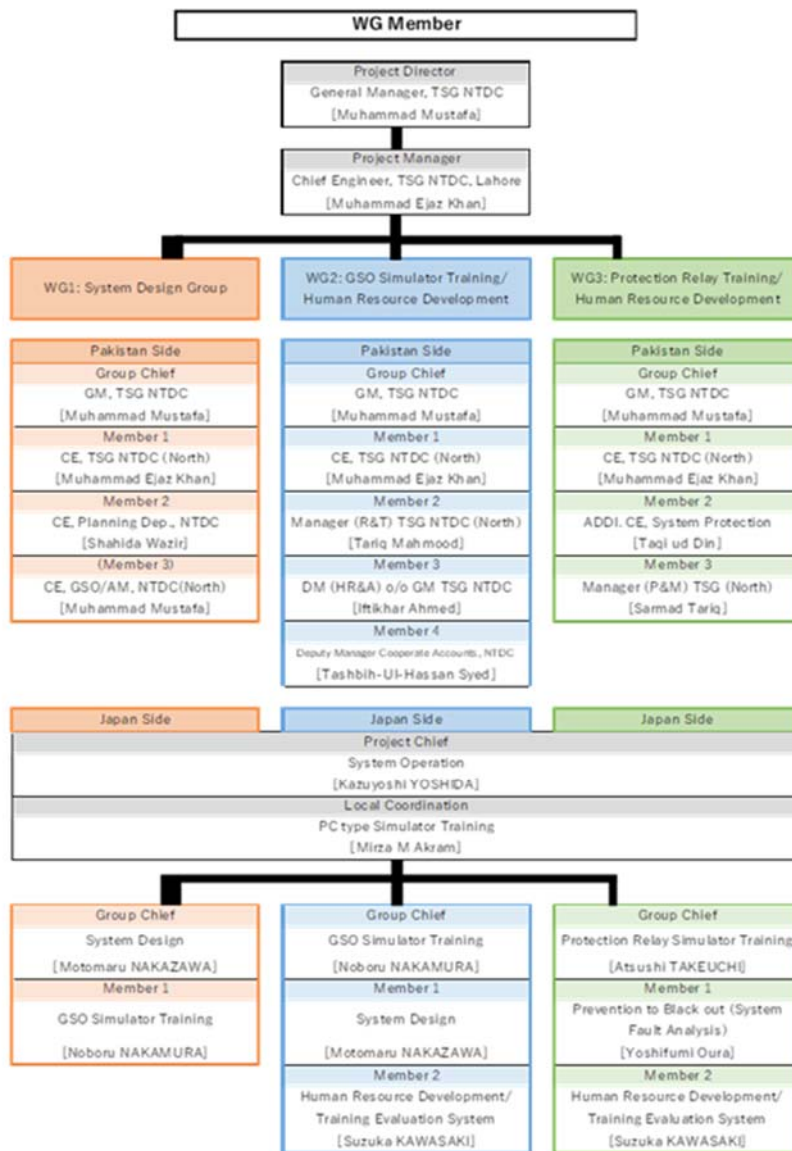 WG Member
Project Director
General Manager, TSG NTDC
[Muhammad Mustafa]
Project Manager
Chief Engineer, TSG NTDC, Lahore
[Muhammad Ejaz Khan]
WG1: System Design Group
WG2: GSO Simulator Training/
Human Resource Development
WG3: Protection Relay Training/
Human Resource Development
Pakistan Side
Group Chief
GM, TSG NTDC
[Muhammad Mustafa]
Member 1
CE, TSG NTDC (North)
[Muhammad Ejaz Khan]
Member 2
CE, Planning Dep., NTDC
[Shahida Wazir]
(Member 3)
CE, GSO/AM, NTDC(North)
[Muhammad Mustafa]
Pakistan Side
Group Chief
GM, TSG NTDC
[Muhammad Mustafa]
Member 1
CE, TSG NTDC (North)
[Muhammad Ejaz Khan]
Member 2
Manager (R&T) TSG NTDC (North)
[Tariq Mahmood]
Member 3
DM (HR&A) o/o GM TSG NTDC
[Iftikhar Ahmed]
Member 4
Deputy Manager Cooperate Accounts, NTDC
[Tashbih-Ul-Hassan Syed]
Pakistan Side
Group Chief
GM, TSG NTDC
[Muhammad Mustafa]
Member 1
CE, TSG NTDC (North)
[Muhammad Ejaz Khan]
Member 2
ADDI. CE, System Protection
[Taqi ud Din]
Member 3
Manager (P&M) TSG (North)
[Sarmad Tariq]
Japan Side
Japan Side
Japan Side
Project Chief
System Operation
[Kazuyoshi YOSHIDA]
Local Coordination
PC type Simulator Training
[Mirza M Akram]
Group Chief
System Design
[Motomaru NAKAZAWA]
Member 1
GSO Simulator Training
[Noboru NAKAMURA]
Group Chief
GSO Simulator Training
[Noboru NAKAMURA]
Member 1
System Design
[Motomaru NAKAZAWA]
Member 2
Human Resource Development/
Training Evaluation System
[Suzuka KAWASAKI]
Group Chief
Protection Relay Simulator Training
[Atsushi TAKEUCHI]
Member 1
Prevention to Black out (System
Fault Analysis)
[Yoshifumi Oura]
Member 2
Human Resource Development/
Training Evaluation System
[Suzuka KAWASAKI]